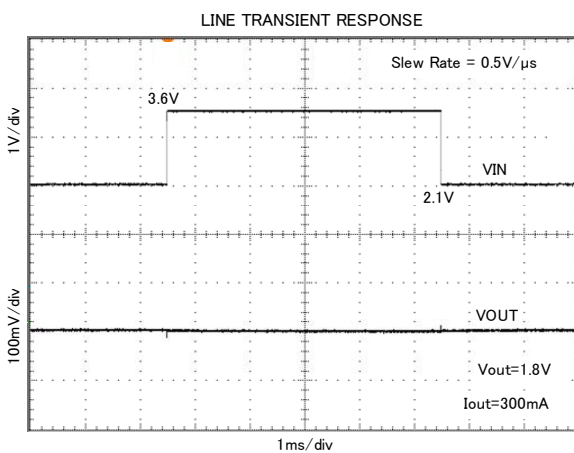 LINE TRANSIENT RESPONSE
Slew Rate = 0.5V/μs
3.6V
1V/div
VIN
2.1V
VOUT
100mV/div
Vout=1.8V
Iout=300mA
1ms/div